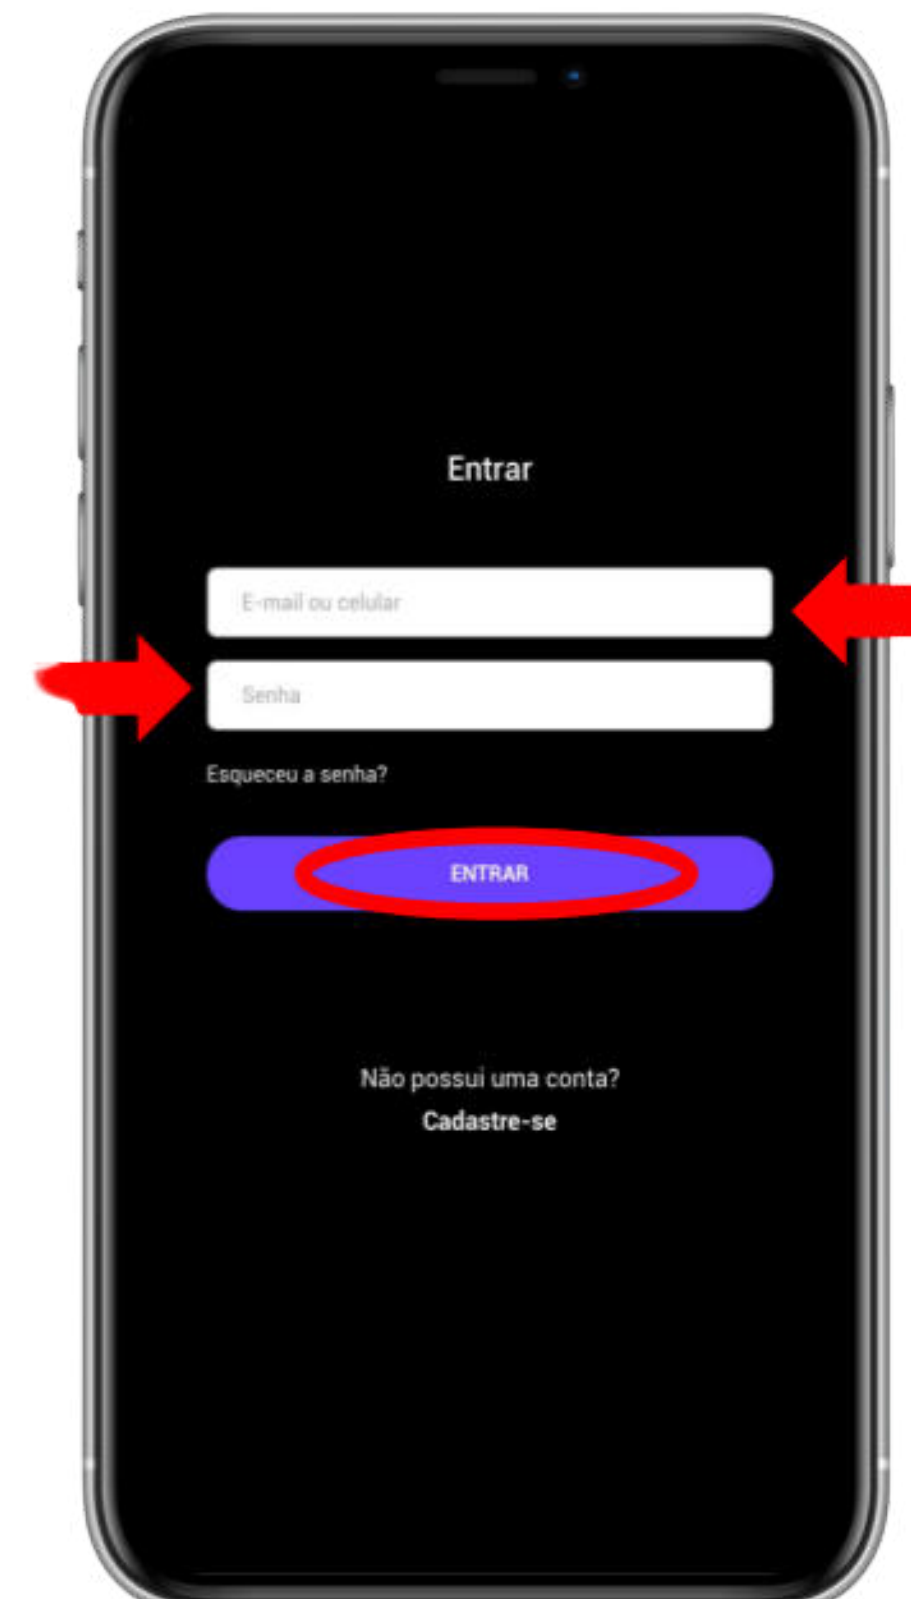 Entrar
E-mail ou celular
Senha
Esqueceu a senha?
ENTRAR
Não possui uma conta?
Cadastre-se